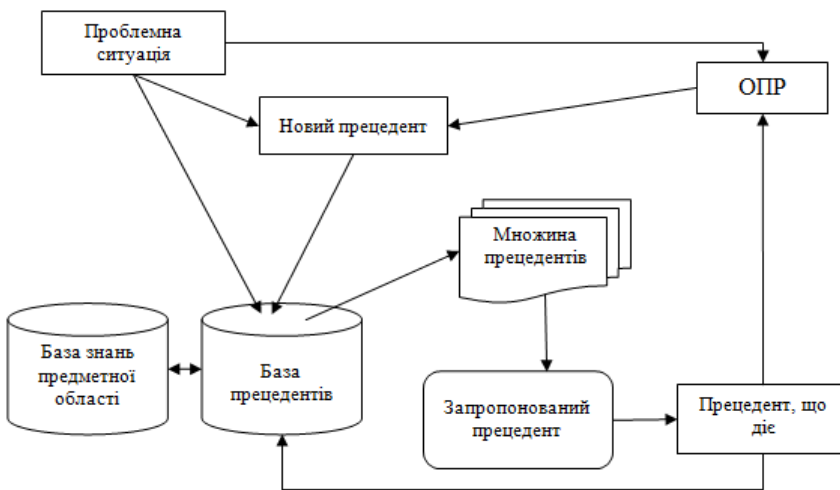 Проблемна
ситуація
ОПР
Новий прецедент
Множина
прецедентів
База знань
предметної
області
База
прецедентів
Запропонований
прецедент
Прецедент, що
діє